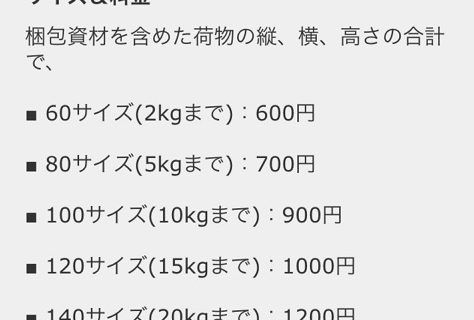 サイズ&料金
梱包資材を含めた荷物の縦、横、高さの合計
で、
■ 60サイズ(2kgまで)：600円
■ 80サイズ(5kgまで)：700円
■ 100サイズ(10kgまで)：900円
■ 120サイズ(15kgまで)：1000円
■ 140サイズ(20kgまで)：1200円